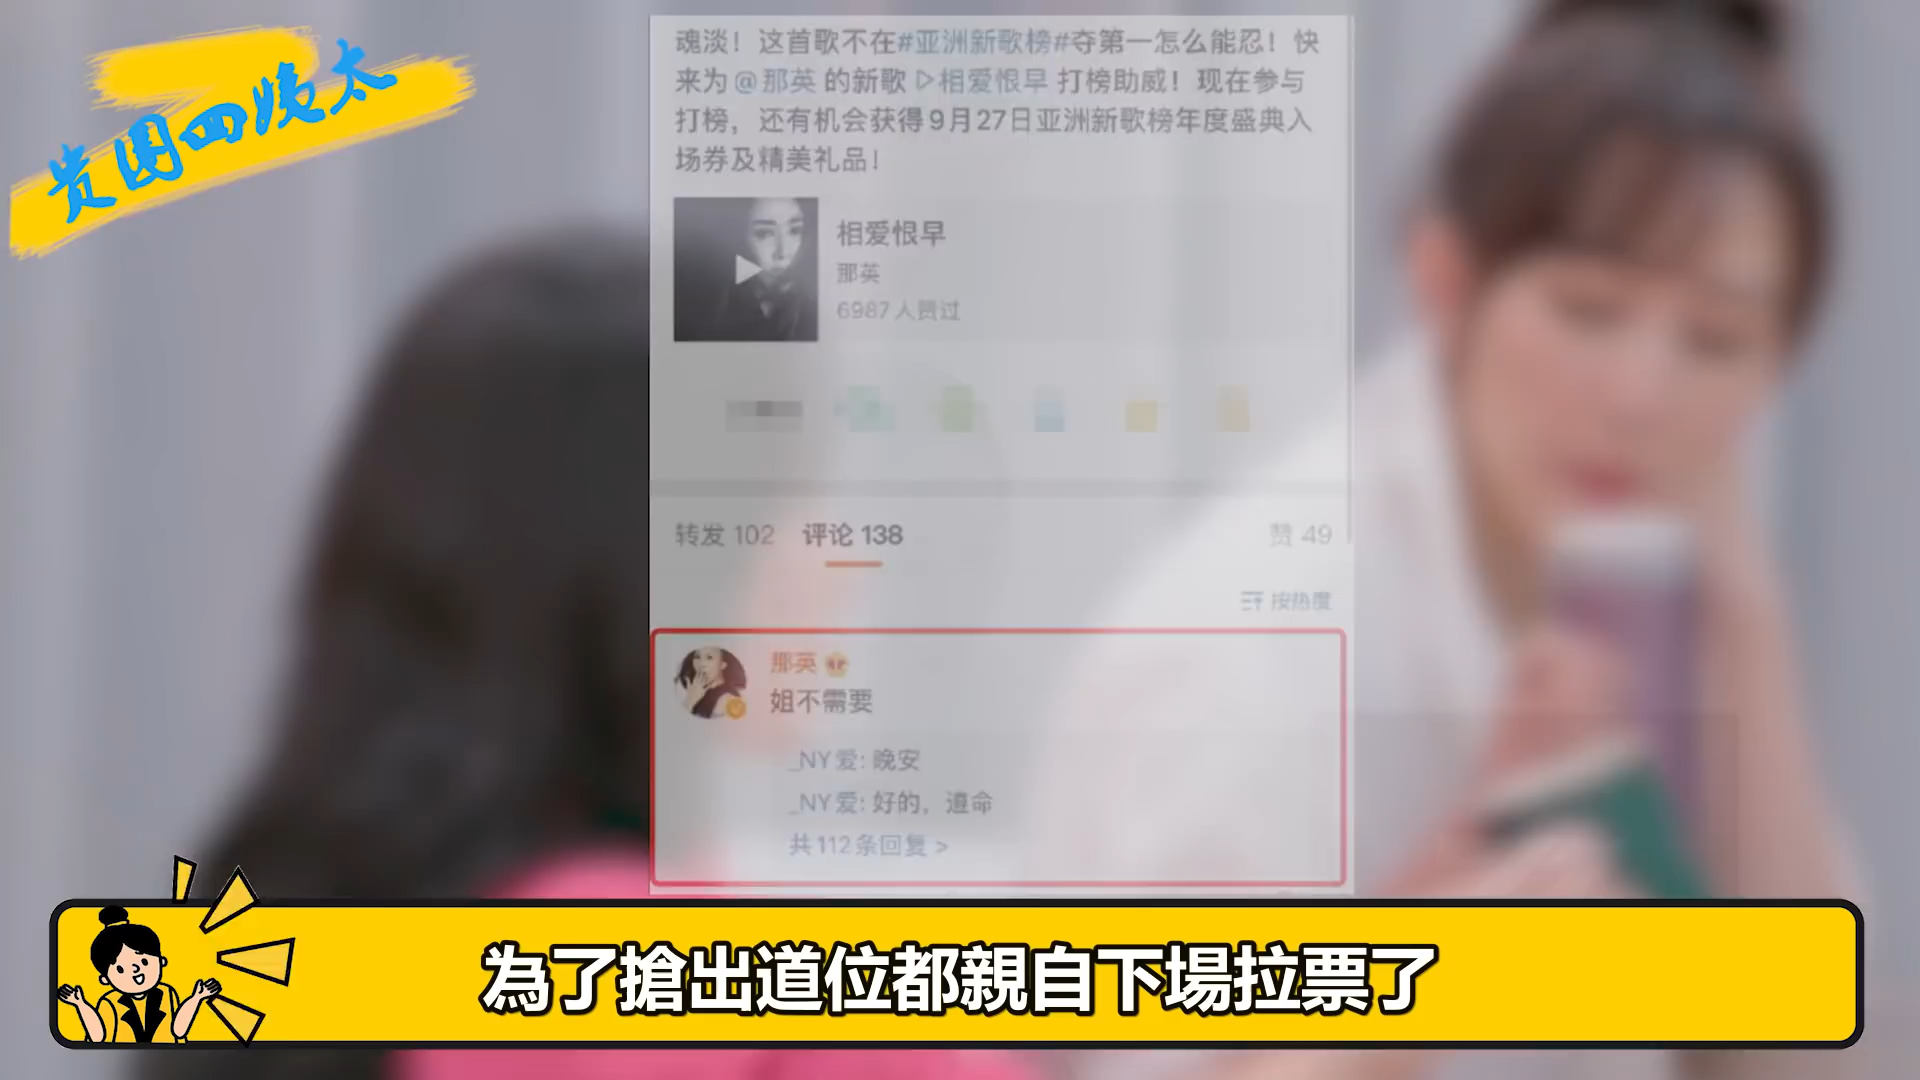 贵圈四姨太
魂淡！这首歌不在#亚洲新歌榜#夺第一怎么能忍！快
来为@那英 的新歌▷相爱恨早 打榜助威！现在参与
打榜，还有机会获得9月27日亚洲新歌榜年度盛典入
场券及精美礼品！
相爱恨早
那英
6987人赞过
转发 102 评论 138 赞 49
按热度
那英
姐不需要
_NY爱: 晚安
_NY爱: 好的，遵命
共112条回复 >
為了搶出道位都親自下場拉票了